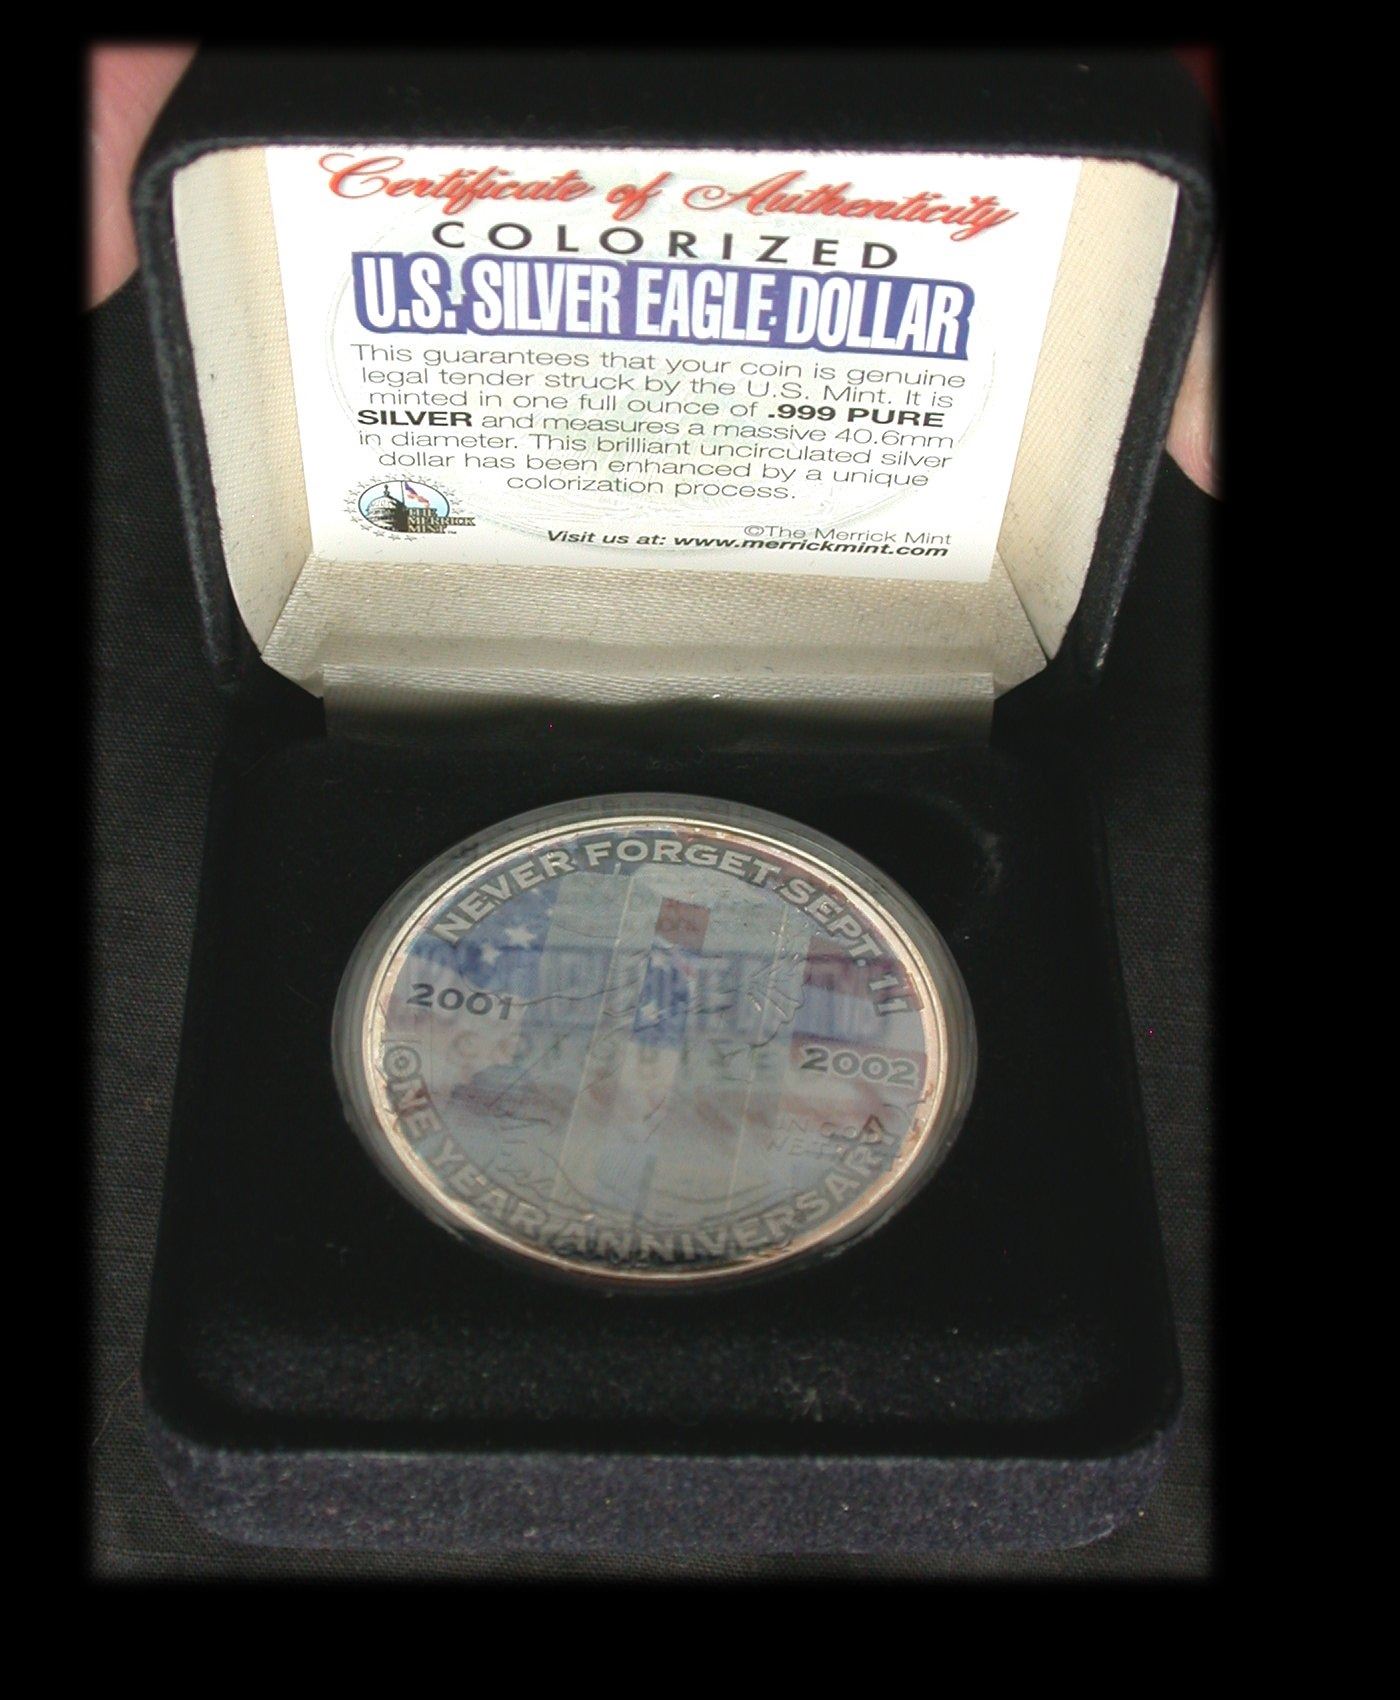 Certificate of Authenticity
COLORIZED
U.S. SILVER EAGLE DOLLAR
This guarantees that your coin is genuine
legal tender struck by the U.S. Mint. It is
minted in one full ounce of .999 PURE
SILVER and measures a massive 40.6mm
in diameter. This brilliant uncirculated silver
dollar has been enhanced by a unique
colorization process.
THE
MERRICK
MINT™
©The Merrick Mint
Visit us at: www.merrickmint.com
NEVER FORGET SEPT. 11
2001
2002
ONE YEAR ANNIVERSARY